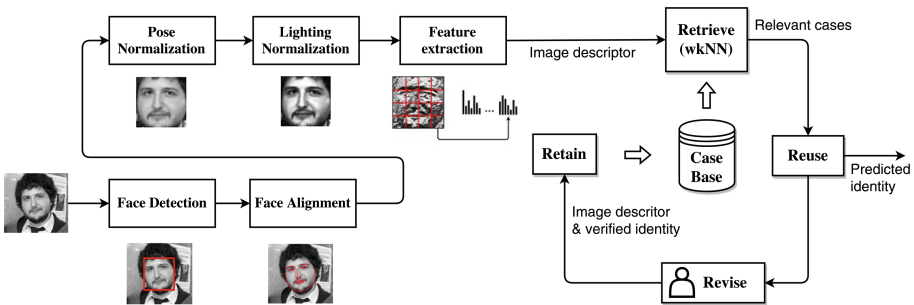 Pose
Normalization
Lighting
Normalization
Feature
extraction
Image descriptor
Retrieve
(wkNN)
Relevant cases
...
Retain
Case
Base
Reuse
Predicted
identity
Face Detection
Face Alignment
Image descritor
& verified identity
Revise